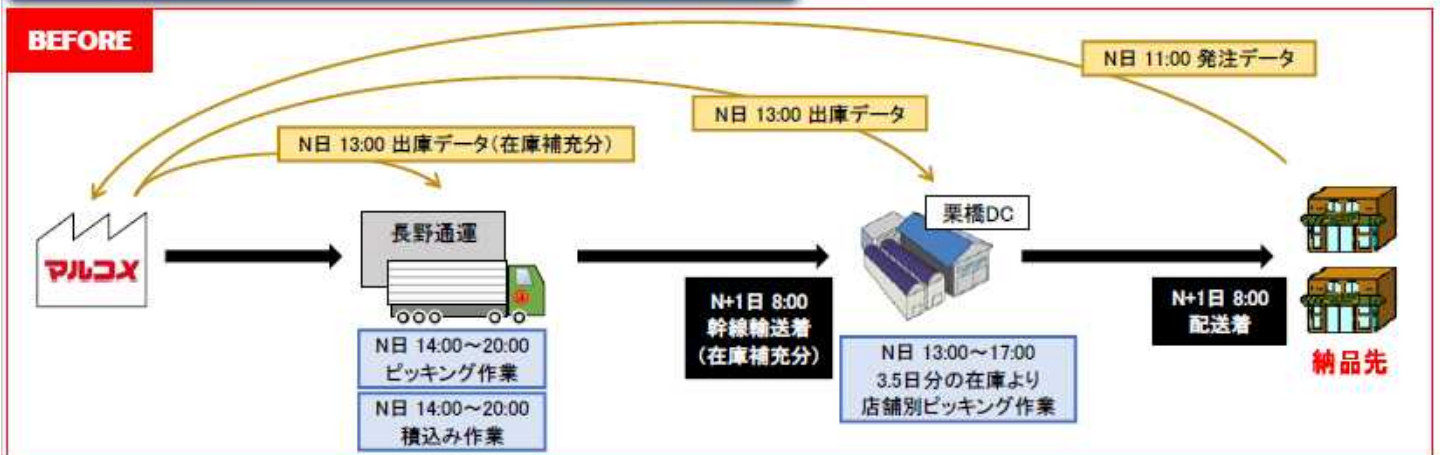 BEFORE
N日 11:00 発注データ
N日 13:00 出庫データ
N日 13:00 出庫データ(在庫補充分)
マルコメ
長野通運
栗橋DC
N日 14:00～20:00
ピッキング作業
N日 14:00～20:00
積込み作業
N+1日 8:00
幹線輸送着
(在庫補充分)
N日 13:00～17:00
3.5日分の在庫より
店舗別ピッキング作業
N+1日 8:00
配送着
納品先